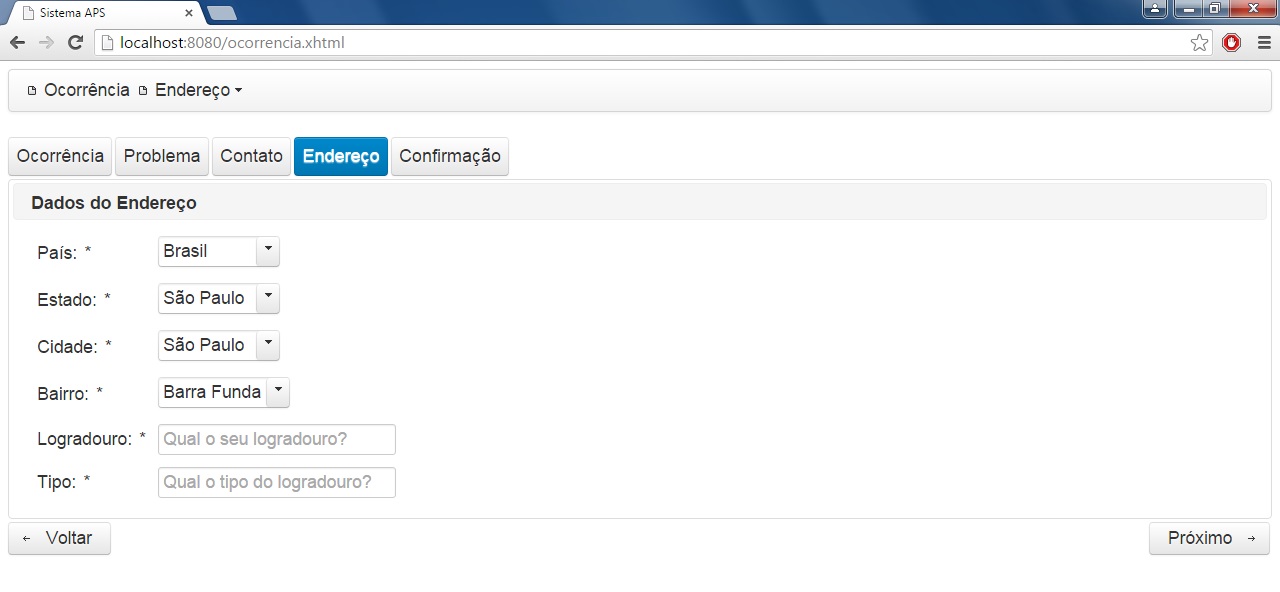 Sistema APS
localhost:8080/ocorrencia.xhtml
Ocorrência Endereço
Ocorrência Problema Contato Endereço Confirmação
Dados do Endereço
País: * Brasil
Estado: * São Paulo
Cidade: * São Paulo
Bairro: * Barra Funda
Logradouro: * Qual o seu logradouro?
Tipo: * Qual o tipo do logradouro?
Voltar Próximo